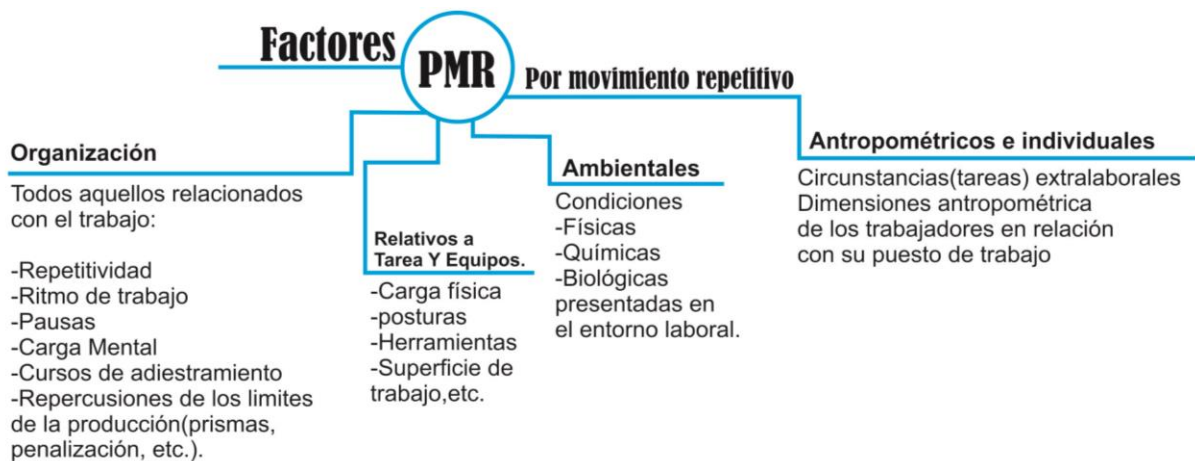 Factores
PMR
Por movimiento repetitivo
Organización
Todos aquellos relacionados
con el trabajo:
-Repetitividad
-Ritmo de trabajo
-Pausas
-Carga Mental
-Cursos de adiestramiento
-Repercusiones de los limites
de la producción(prismas,
penalización, etc.).
Relativos a
Tarea Y Equipos.
-Carga física
-posturas
-Herramientas
-Superficie de
trabajo,etc.
Ambientales
Condiciones
-Físicas
-Químicas
-Biológicas
presentadas en
el entorno laboral.
Antropométricos e individuales
Circunstancias(tareas) extralaborales
Dimensiones antropométrica
de los trabajadores en relación
con su puesto de trabajo